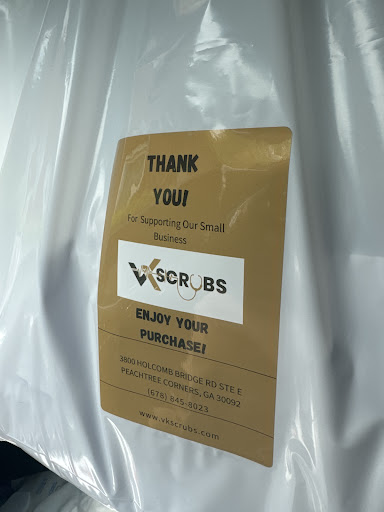 THANK
YOU!
For Supporting Our Small
Business
VKSCRUBS
ENJOY YOUR
PURCHASE!
3800 HOLCOMB BRIDGE RD STE E
PEACHTREE CORNERS, GA 30092
(678) 845-8023
www.vkscrubs.com